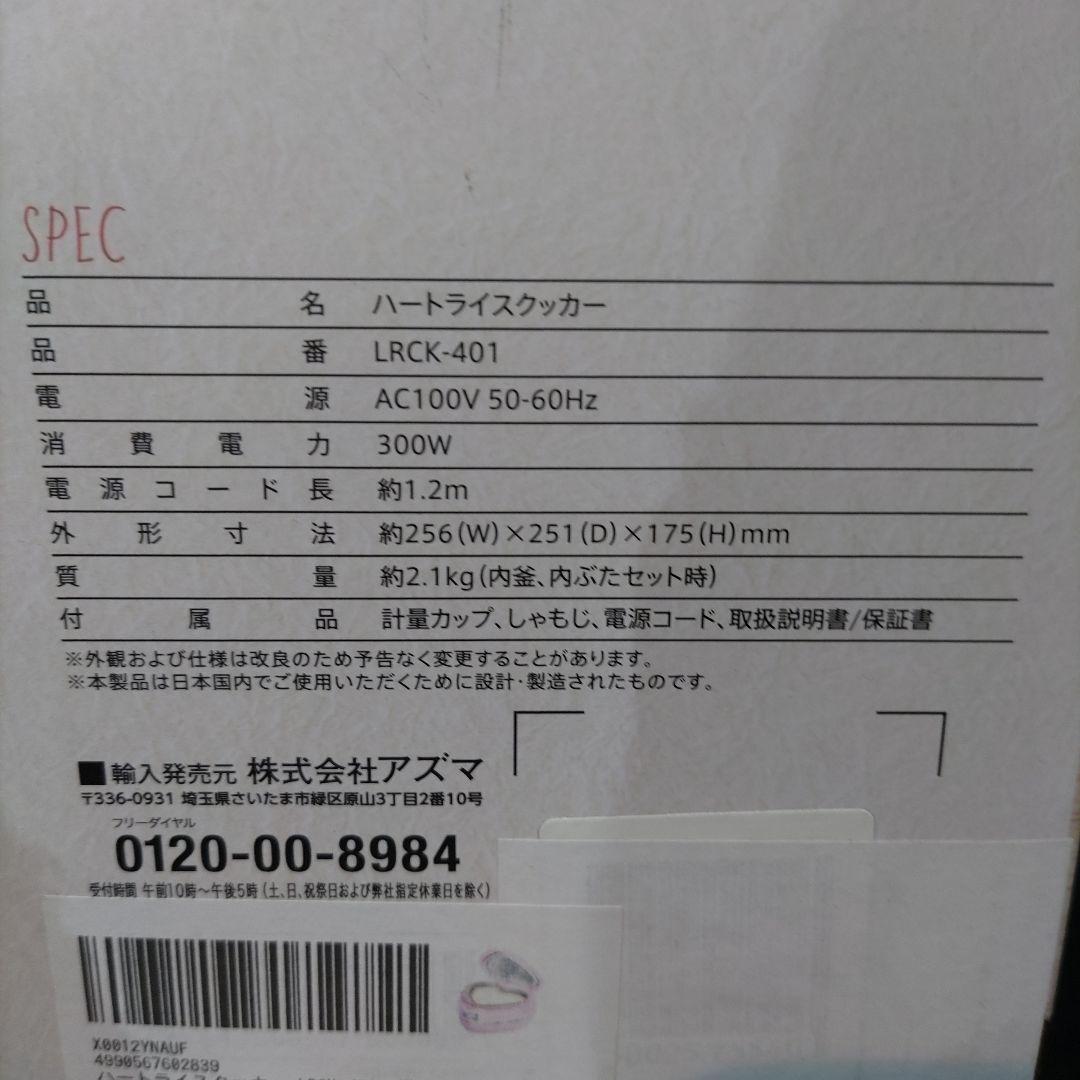 SPEC
品名 ハートライスクッカー
品番 LRCK-401
電源 AC100V 50-60Hz
消費電力 300W
電源コード長 約1.2m
外形寸法 約256(W)×251(D)×175(H)mm
質量 約2.1kg(内釜、内ぶたセット時)
付属品 計量カップ、しゃもじ、電源コード、取扱説明書/保証書
※外観および仕様は改良のため予告なく変更することがあります。
※本製品は日本国内でご使用いただくために設計・製造されたものです。
■輸入発売元 株式会社アズマ
〒336-0931 埼玉県さいたま市緑区原山3丁目2番10号
フリーダイヤル
0120-00-8984
受付時間 午前10時~午後5時(土、日、祝祭日および弊社指定休業日を除く)
X0012YNAUF
4990567602839